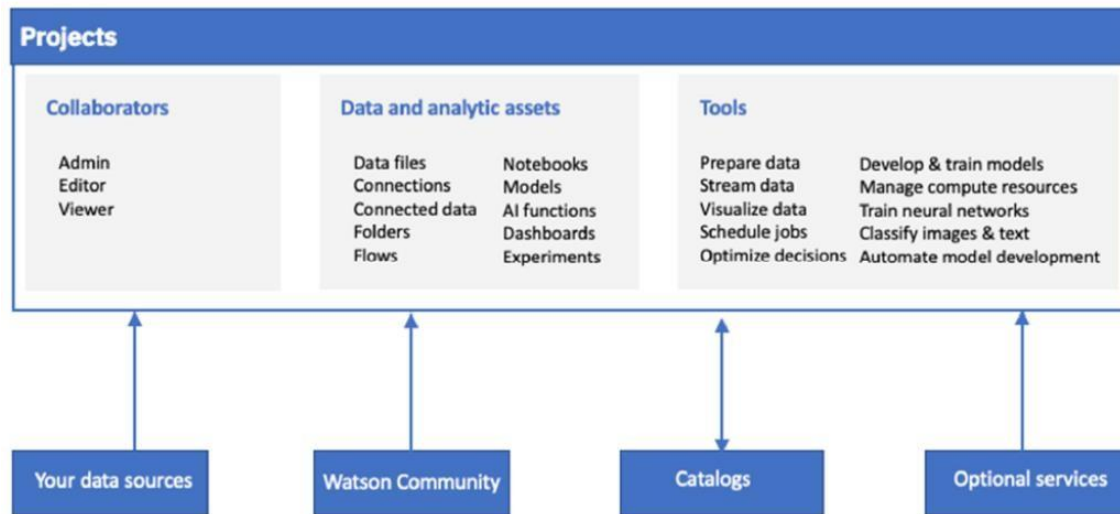 Projects
Collaborators
Admin
Editor
Viewer
Data and analytic assets
Data files
Connections
Connected data
Folders
Flows
Notebooks
Models
AI functions
Dashboards
Experiments
Tools
Prepare data
Stream data
Visualize data
Schedule jobs
Optimize decisions
Develop & train models
Manage compute resources
Train neural networks
Classify images & text
Automate model development
Your data sources
Watson Community
Catalogs
Optional services